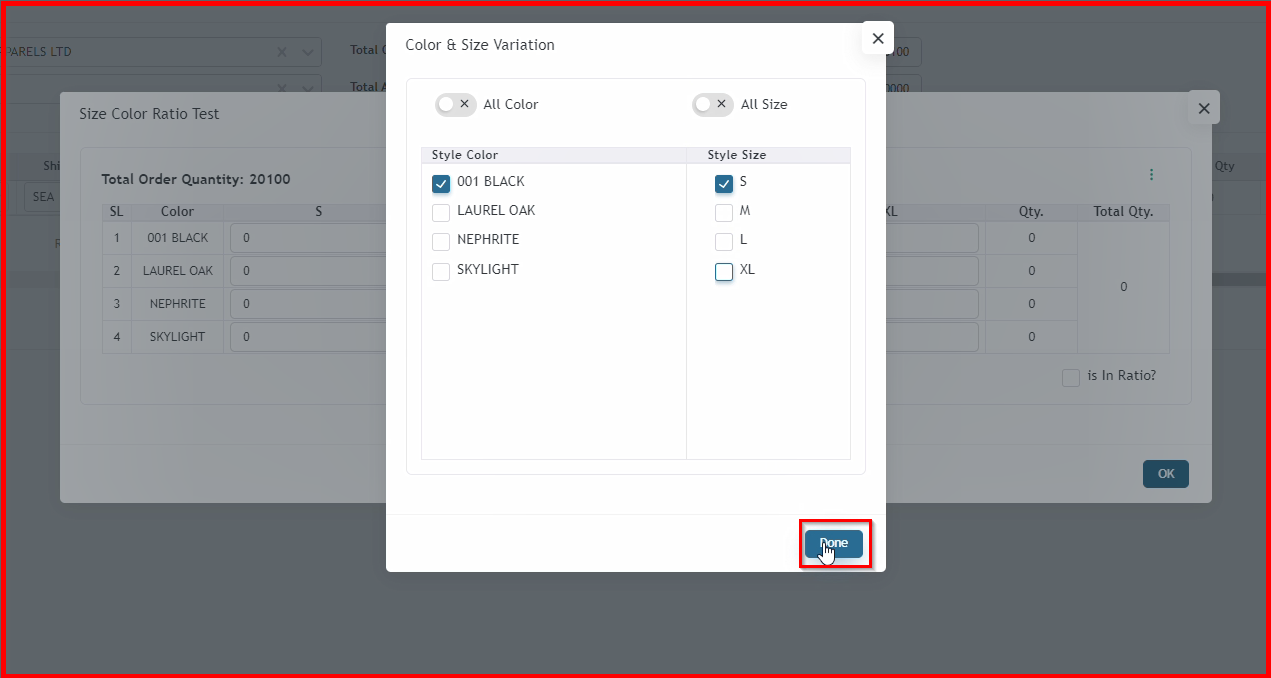 Color & Size Variation
PARELS LTD
Total
100
Total A
0000
Size Color Ratio Test
All Color
All Size
Shi
Qty
Style Color
Style Size
Total Order Quantity: 20100
001 BLACK
S
SEA
LAUREL OAK
M
SL
Color
S
XL
Qty.
Total Qty.
1
001 BLACK
0
0
NEPHRITE
L
2
LAUREL OAK
0
0
SKYLIGHT
XL
0
3
NEPHRITE
0
0
4
SKYLIGHT
0
0
is In Ratio?
OK
Done